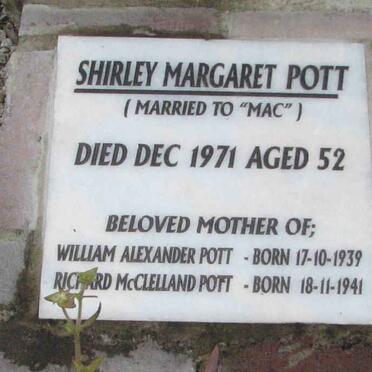 SHIRLEY MARGARET POTT
( MARRIED TO "MAC" )
DIED DEC 1971 AGED 52
BELOVED MOTHER OF;
WILLIAM ALEXANDER POTT - BORN 17-10-1939
RICHARD McCLELLAND POTT - BORN 18-11-1941